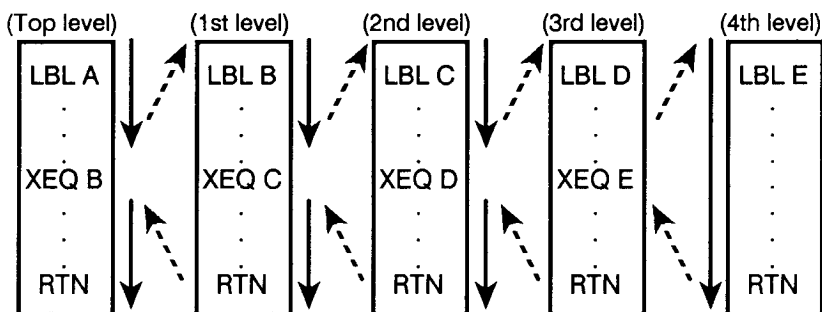 (Top level) (1st level) (2nd level) (3rd level) (4th level)
LBL A LBL B LBL C LBL D LBL E
XEQ B XEQ C XEQ D XEQ E
RTN RTN RTN RTN RTN